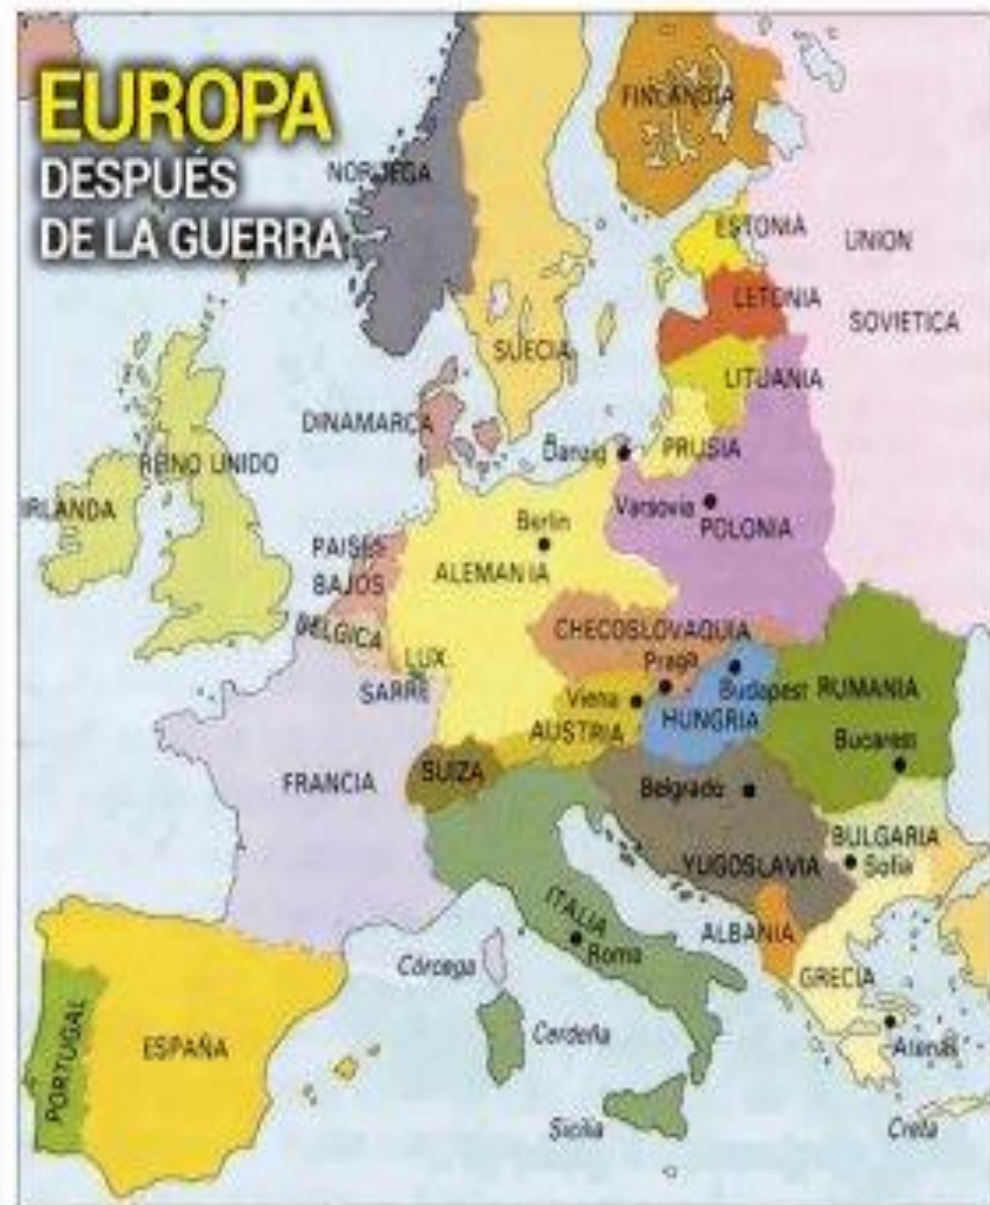 EUROPA
DESPUÉS
DE LA GUERRA
FINLANDIA
NORUEGA
ESTONIA
UNION
SOVIETICA
LETONIA
SUECIA
LITUANIA
DINAMARCA
Danzig
PRUSIA
REINO UNIDO
IRLANDA
Varsovia
POLONIA
Berlin
PAISES
BAJOS
ALEMANIA
BELGICA
CHECOSLOVAQUIA
LUX.
Praga
SARRE
Viena
Budapest
RUMANIA
AUSTRIA
HUNGRIA
Bucarest
FRANCIA
SUIZA
Belgrado
BULGARIA
Sofia
YUGOSLAVIA
ITALIA
Roma
ALBANIA
Córcega
GRECIA
PORTUGAL
ESPAÑA
Cerdeña
Atenas
Sicilia
Creta